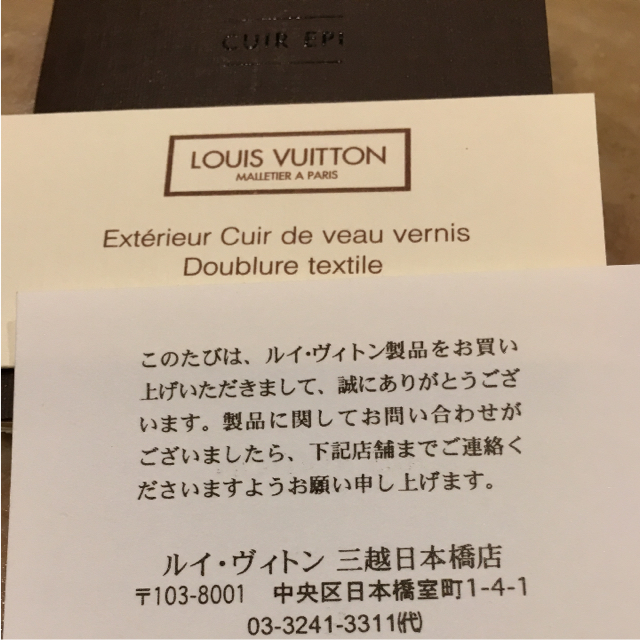 CUIR EPI
LOUIS VUITTON
MALLETIER A PARIS
Extérieur Cuir de veau vernis
Doublure textile
このたびは、ルイ・ヴィトン製品をお買い
上げいただきまして、誠にありがとうござ
います。製品に関してお問い合わせが
ございましたら、下記店舗までご連絡く
ださいますようお願い申し上げます。
ルイ・ヴィトン 三越日本橋店
〒103-8001 中央区日本橋室町1-4-1
03-3241-3311㈹